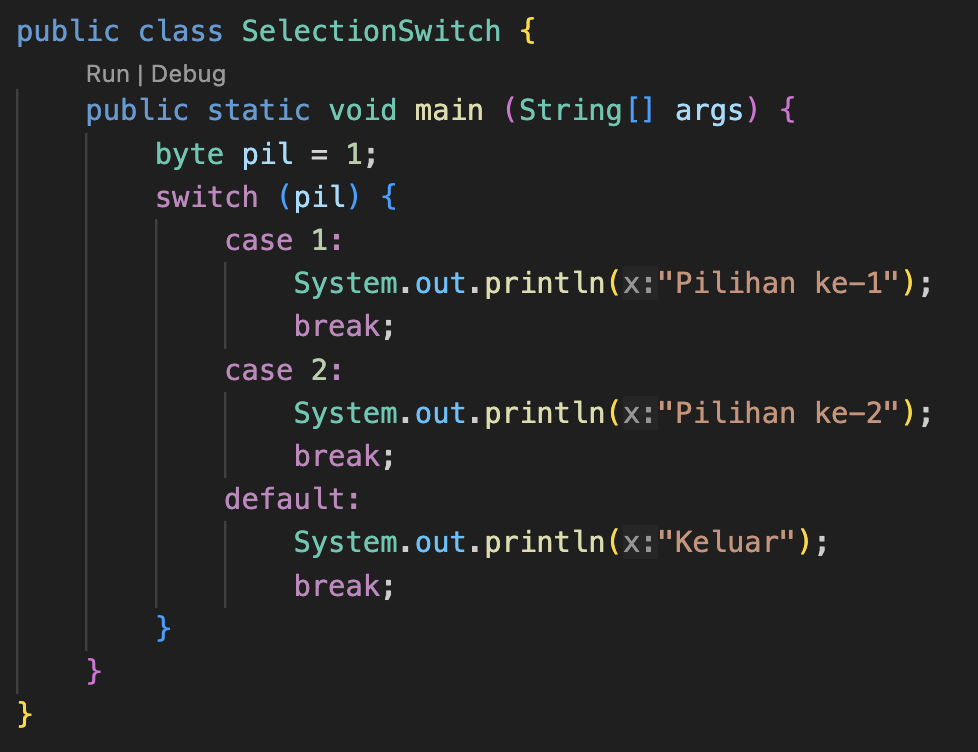 public class SelectionSwitch {
Run | Debug
public static void main (String[] args) {
byte pil = 1;
switch (pil) {
case 1:
System.out.println(x:"Pilihan ke-1");
break;
case 2:
System.out.println(x:"Pilihan ke-2");
break;
default:
System.out.println(x:"Keluar");
break;
}
}
}